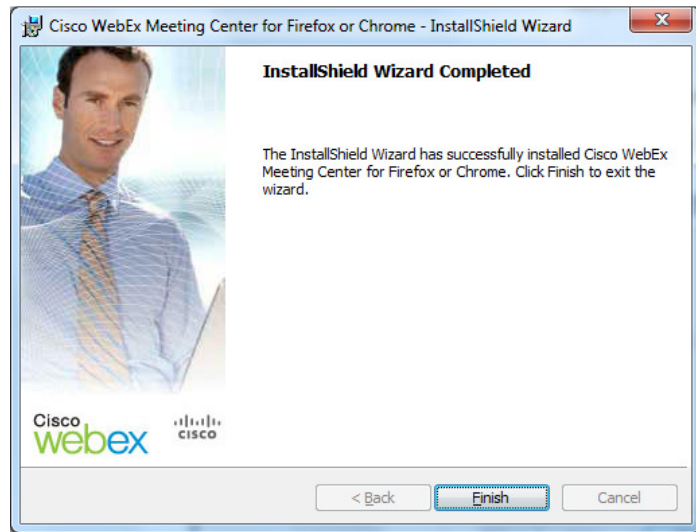 Cisco WebEx Meeting Center for Firefox or Chrome - InstallShield Wizard
InstallShield Wizard Completed
The InstallShield Wizard has successfully installed Cisco WebEx
Meeting Center for Firefox or Chrome. Click Finish to exit the
wizard.
Cisco
webex
CISCO
< Back
Finish
Cancel